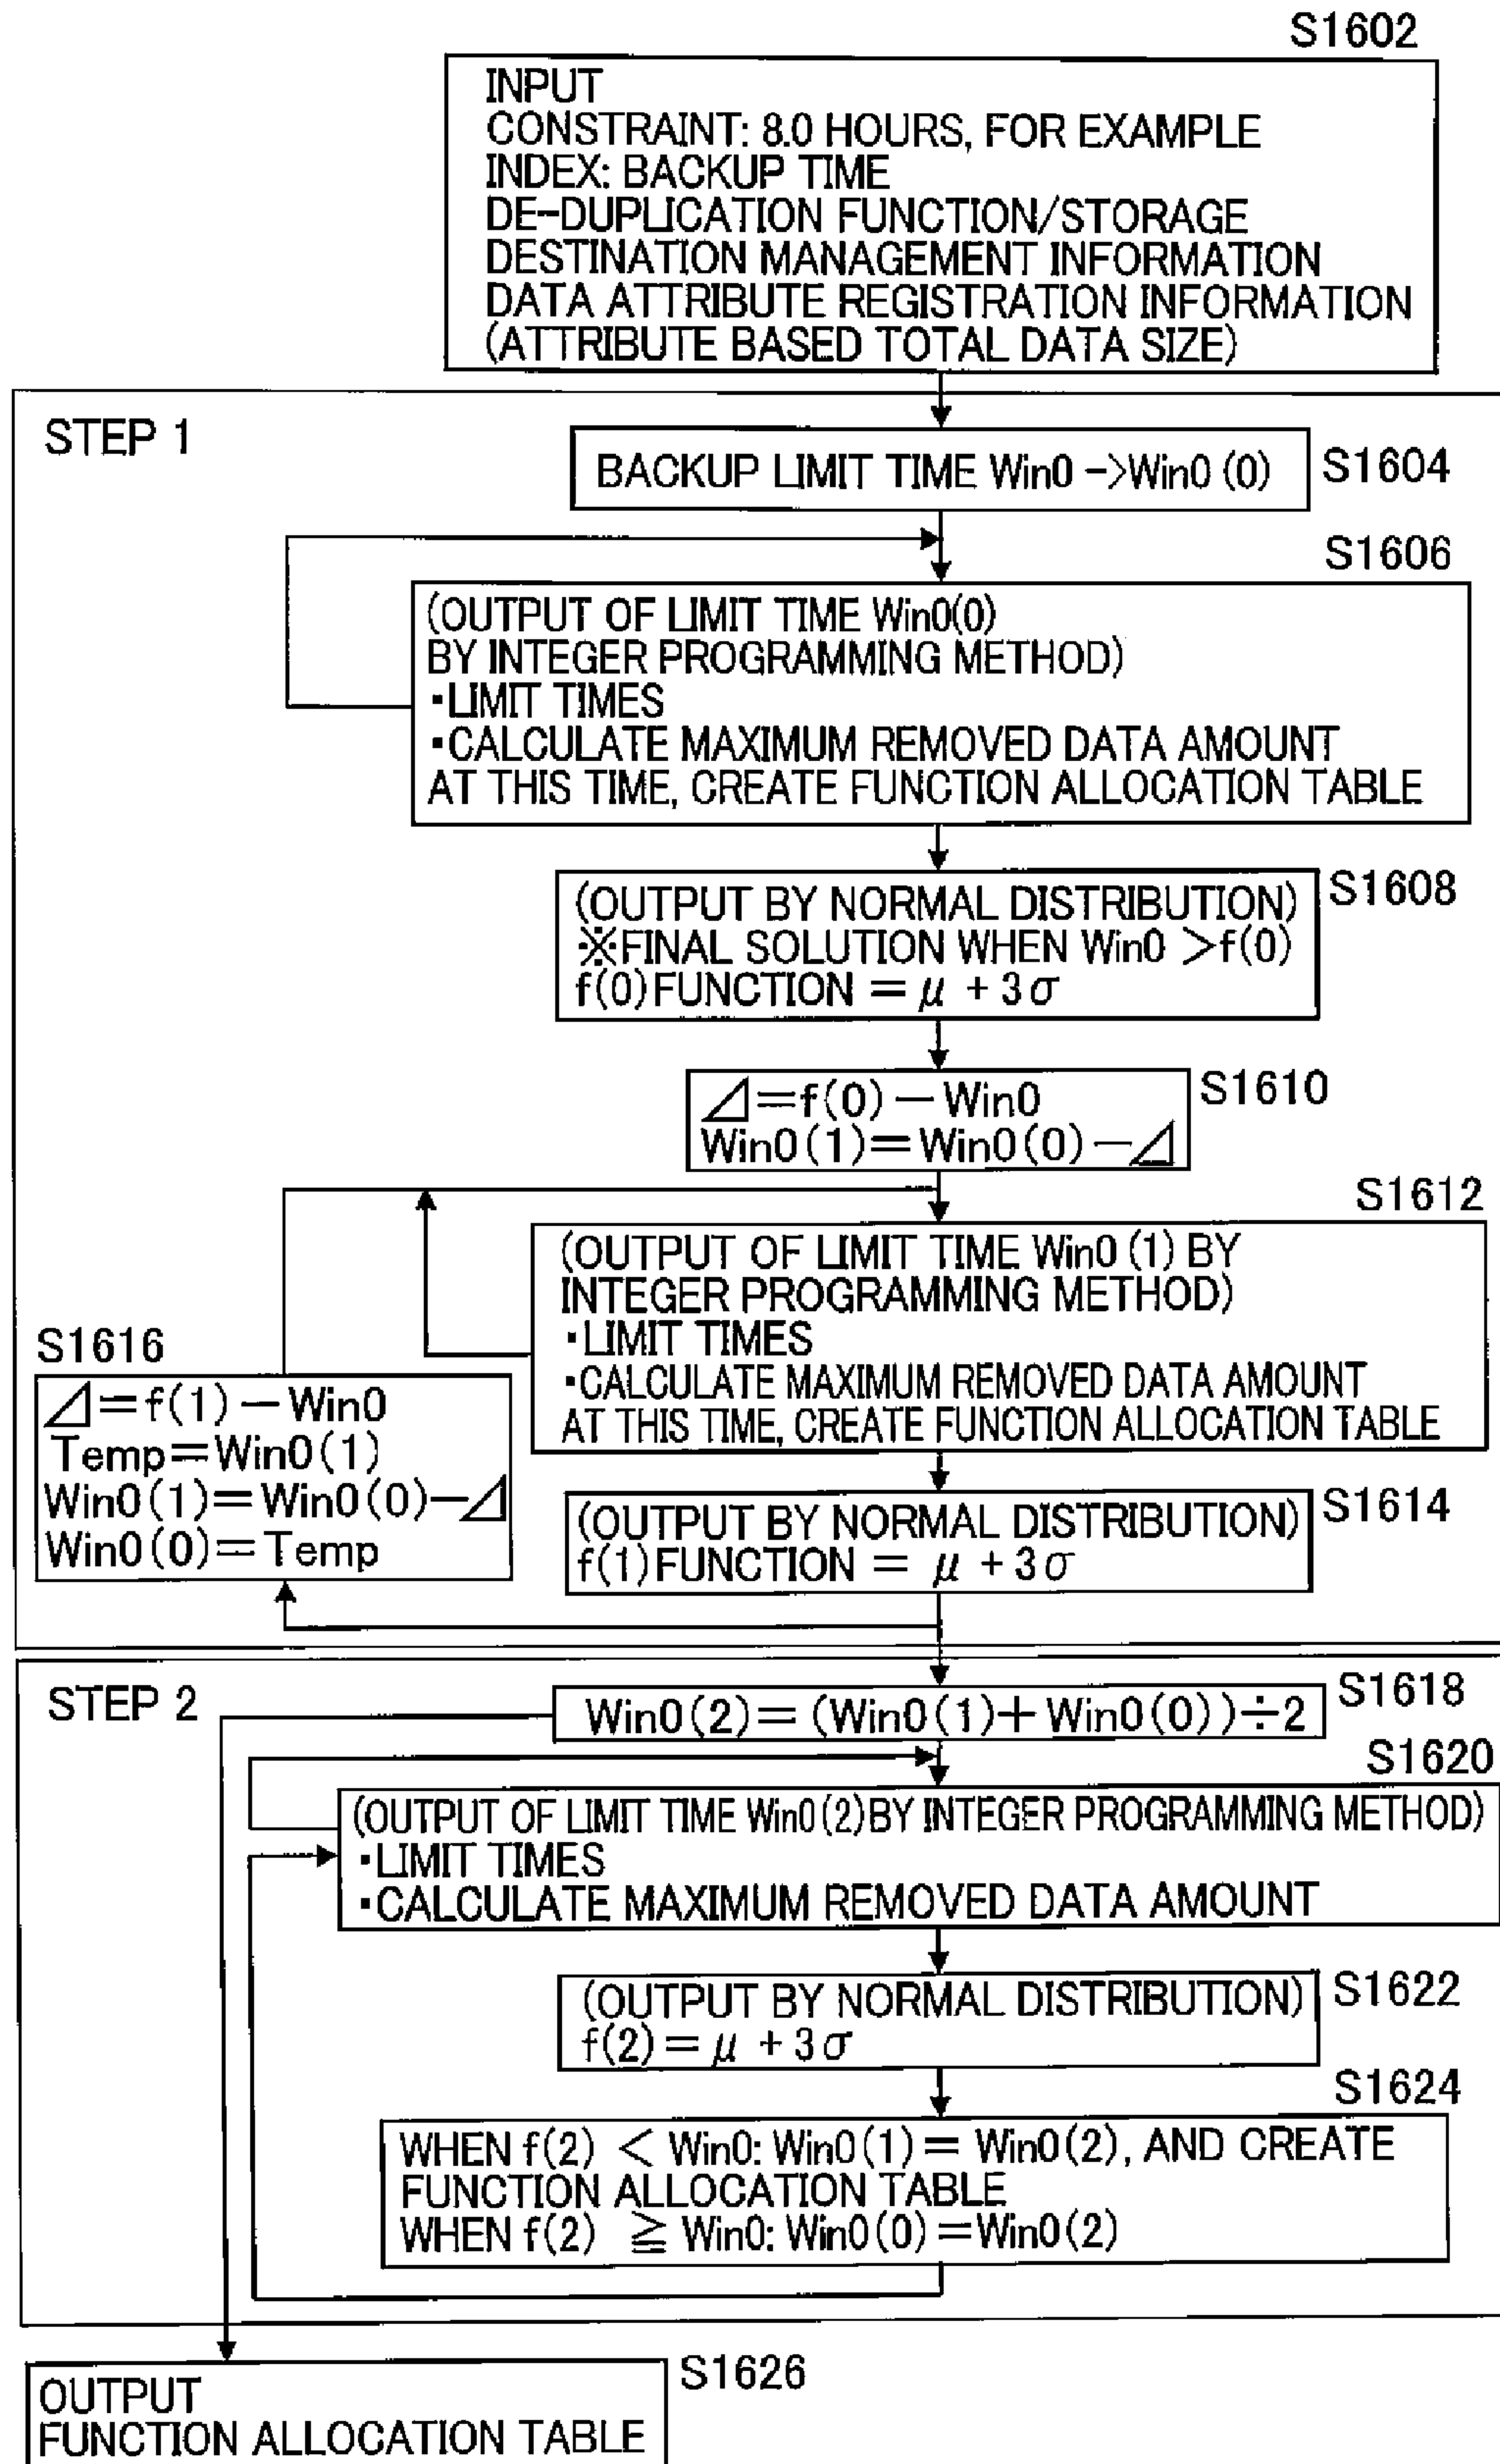 S1602
INPUT
CONSTRAINT: 8.0 HOURS, FOR EXAMPLE
INDEX: BACKUP TIME
DE-DUPLICATION FUNCTION/STORAGE
DESTINATION MANAGEMENT INFORMATION
DATA ATTRIBUTE REGISTRATION INFORMATION
(ATTRIBUTE BASED TOTAL DATA SIZE)
STEP 1
BACKUP LIMIT TIME Win0 ->Win0 (0)
S1604
S1606
(OUTPUT OF LIMIT TIME Win0(0)
BY INTEGER PROGRAMMING METHOD)
・LIMIT TIMES
・CALCULATE MAXIMUM REMOVED DATA AMOUNT
AT THIS TIME, CREATE FUNCTION ALLOCATION TABLE
S1608
(OUTPUT BY NORMAL DISTRIBUTION)
※FINAL SOLUTION WHEN Win0 >f(0)
f(0)FUNCTION = μ + 3σ
S1610
⊿=f(0)-Win0
Win0(1)=Win0(0)-⊿
S1612
(OUTPUT OF LIMIT TIME Win0 (1) BY
INTEGER PROGRAMMING METHOD)
・LIMIT TIMES
・CALCULATE MAXIMUM REMOVED DATA AMOUNT
AT THIS TIME, CREATE FUNCTION ALLOCATION TABLE
S1616
⊿=f(1)-Win0
Temp=Win0(1)
Win0(1)=Win0(0)-⊿
Win0(0)=Temp
S1614
(OUTPUT BY NORMAL DISTRIBUTION)
f(1)FUNCTION = μ + 3σ
STEP 2
Win0(2)=(Win0(1)+Win0(0))÷2
S1618
S1620
(OUTPUT OF LIMIT TIME Win0(2)BY INTEGER PROGRAMMING METHOD)
・LIMIT TIMES
・CALCULATE MAXIMUM REMOVED DATA AMOUNT
S1622
(OUTPUT BY NORMAL DISTRIBUTION)
f(2)=μ + 3σ
S1624
WHEN f(2) < Win0: Win0(1)= Win0(2), AND CREATE
FUNCTION ALLOCATION TABLE
WHEN f(2) ≧ Win0: Win0(0)=Win0(2)
S1626
OUTPUT
FUNCTION ALLOCATION TABLE